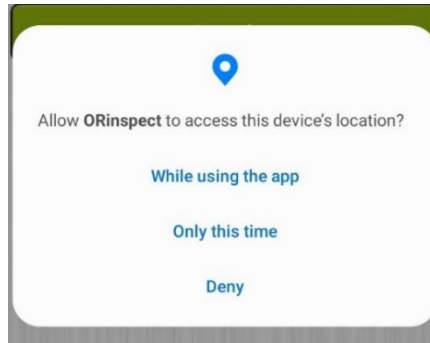 Allow ORinspect to access this device's location?
While using the app
Only this time
Deny